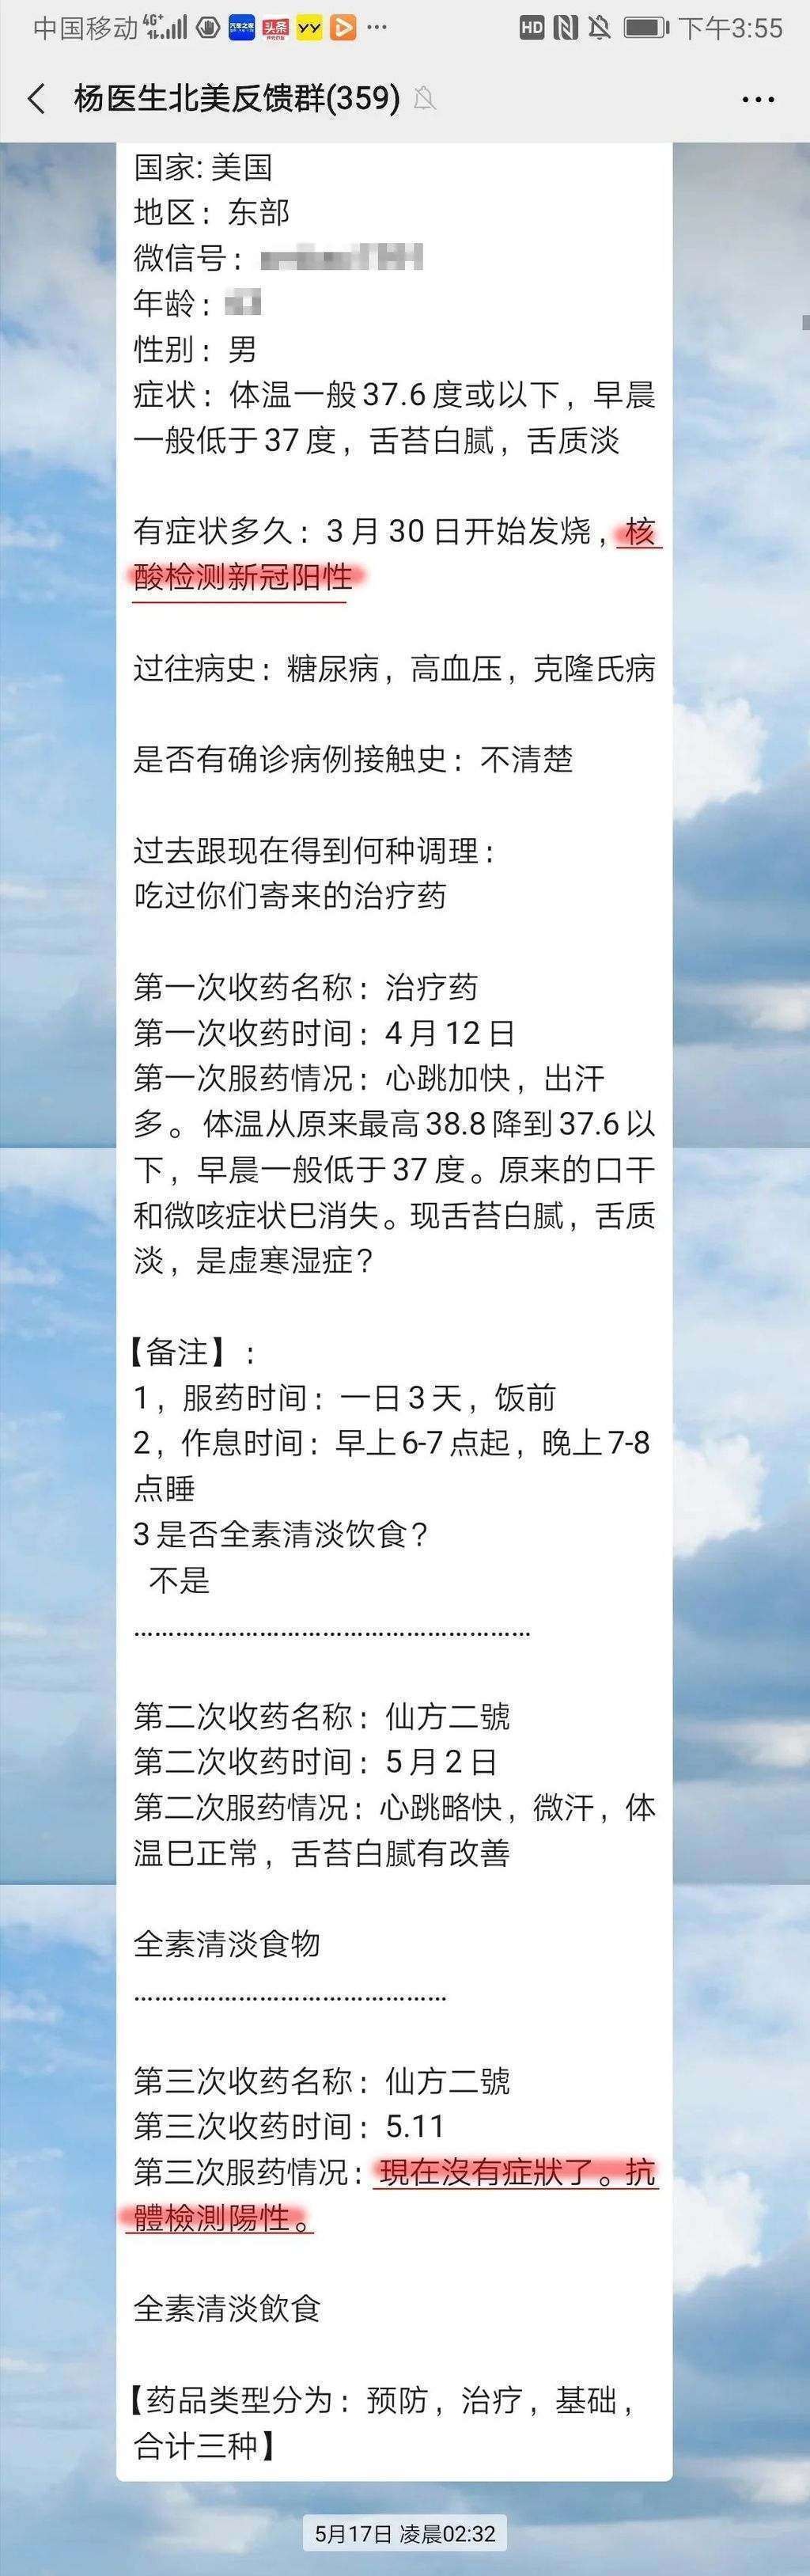 中国移动 4G+ 汽车之家 头条 YY ... HD 下午3:55
杨医生北美反馈群(359)
国家: 美国
地区：东部
微信号：
年龄：
性别：男
症状：体温一般37.6度或以下，早晨
一般低于37度，舌苔白腻，舌质淡
有症状多久：3月30日开始发烧，核
酸检测新冠阳性
过往病史：糖尿病，高血压，克隆氏病
是否有确诊病例接触史：不清楚
过去跟现在得到何种调理：
吃过你们寄来的治疗药
第一次收药名称：治疗药
第一次收药时间：4月12日
第一次服药情况：心跳加快，出汗
多。体温从原来最高38.8降到37.6以
下，早晨一般低于37度。原来的口干
和微咳症状巳消失。现舌苔白腻，舌质
淡，是虚寒湿症？
【备注】：
1，服药时间：一日3天，饭前
2，作息时间：早上6-7点起，晚上7-8
点睡
3是否全素清淡饮食？
不是
………………………………………………
第二次收药名称：仙方二號
第二次收药时间：5月2日
第二次服药情况：心跳略快，微汗，体
温巳正常，舌苔白腻有改善
全素清淡食物
……………………………………
第三次收药名称：仙方二號
第三次收药时间：5.11
第三次服药情况：現在沒有症狀了。抗
體檢測陽性。
全素清淡飲食
【药品类型分为：预防，治疗，基础，
合计三种】
5月17日 凌晨02:32